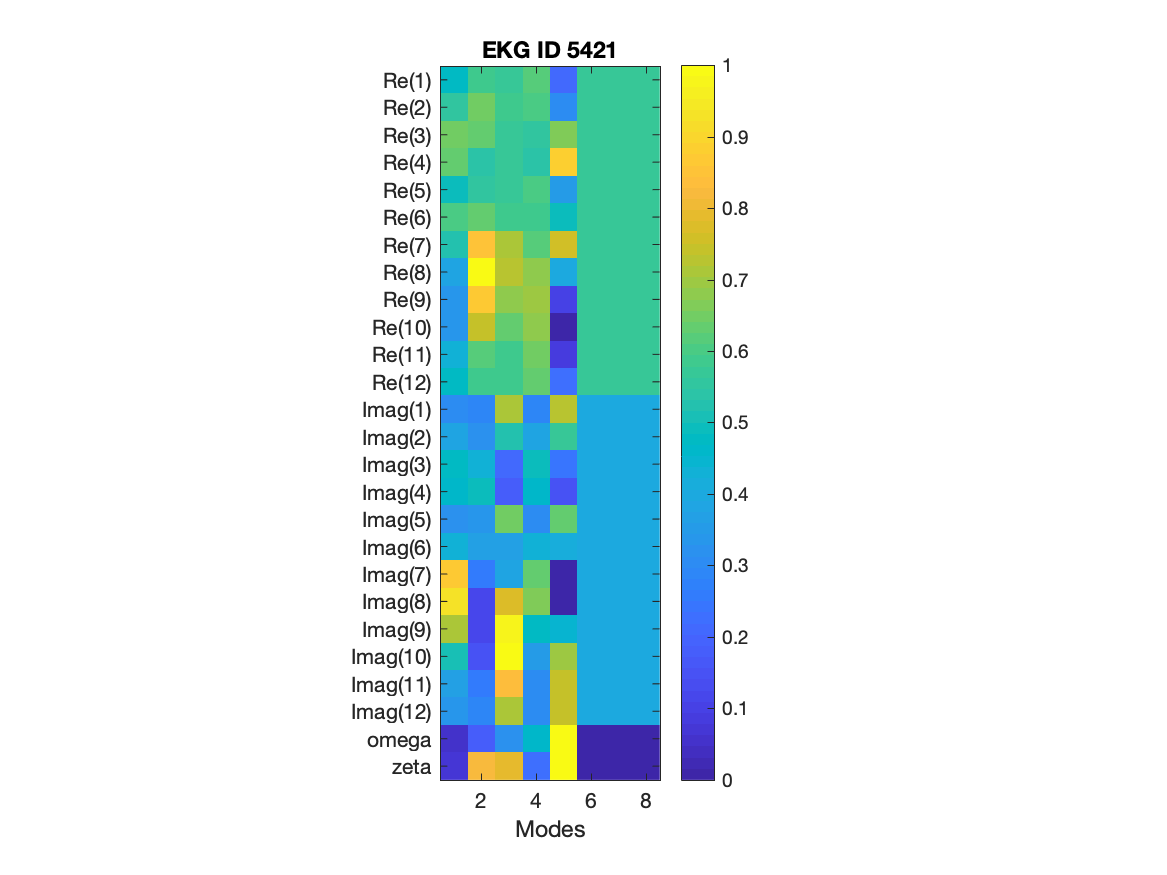 EKG ID 5421
Re(1)
Re(2)
Re(3)
Re(4)
Re(5)
Re(6)
Re(7)
Re(8)
Re(9)
Re(10)
Re(11)
Re(12)
Imag(1)
Imag(2)
Imag(3)
Imag(4)
Imag(5)
Imag(6)
Imag(7)
Imag(8)
Imag(9)
Imag(10)
Imag(11)
Imag(12)
omega
zeta
2 4 6 8
Modes
1
0.9
0.8
0.7
0.6
0.5
0.4
0.3
0.2
0.1
0